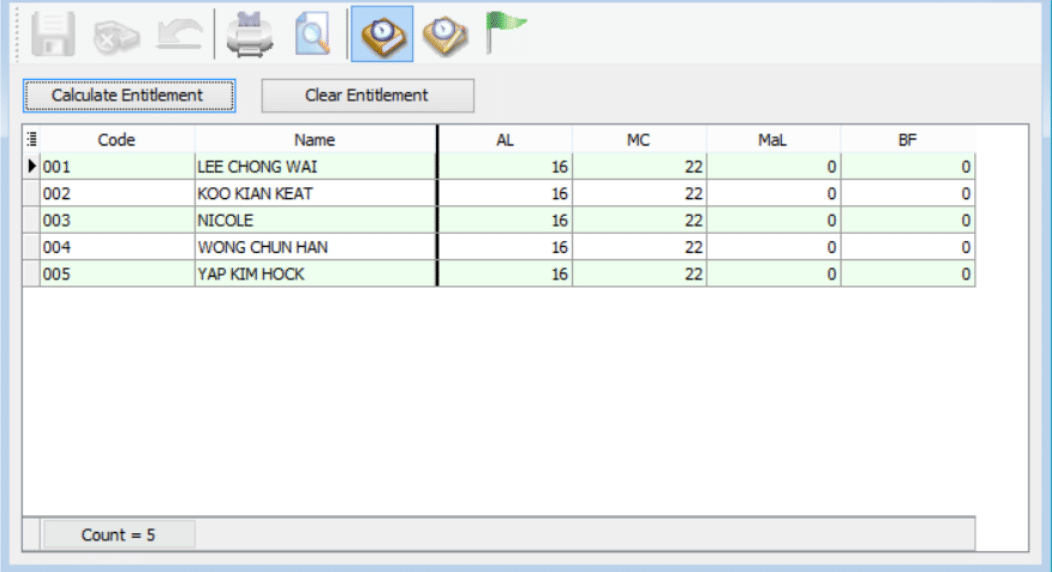 Calculate Entitlement Clear Entitlement
Code Name AL MC MaL BF
001 LEE CHONG WAI 16 22 0 0
002 KOO KIAN KEAT 16 22 0 0
003 NICOLE 16 22 0 0
004 WONG CHUN HAN 16 22 0 0
005 YAP KIM HOCK 16 22 0 0
Count = 5